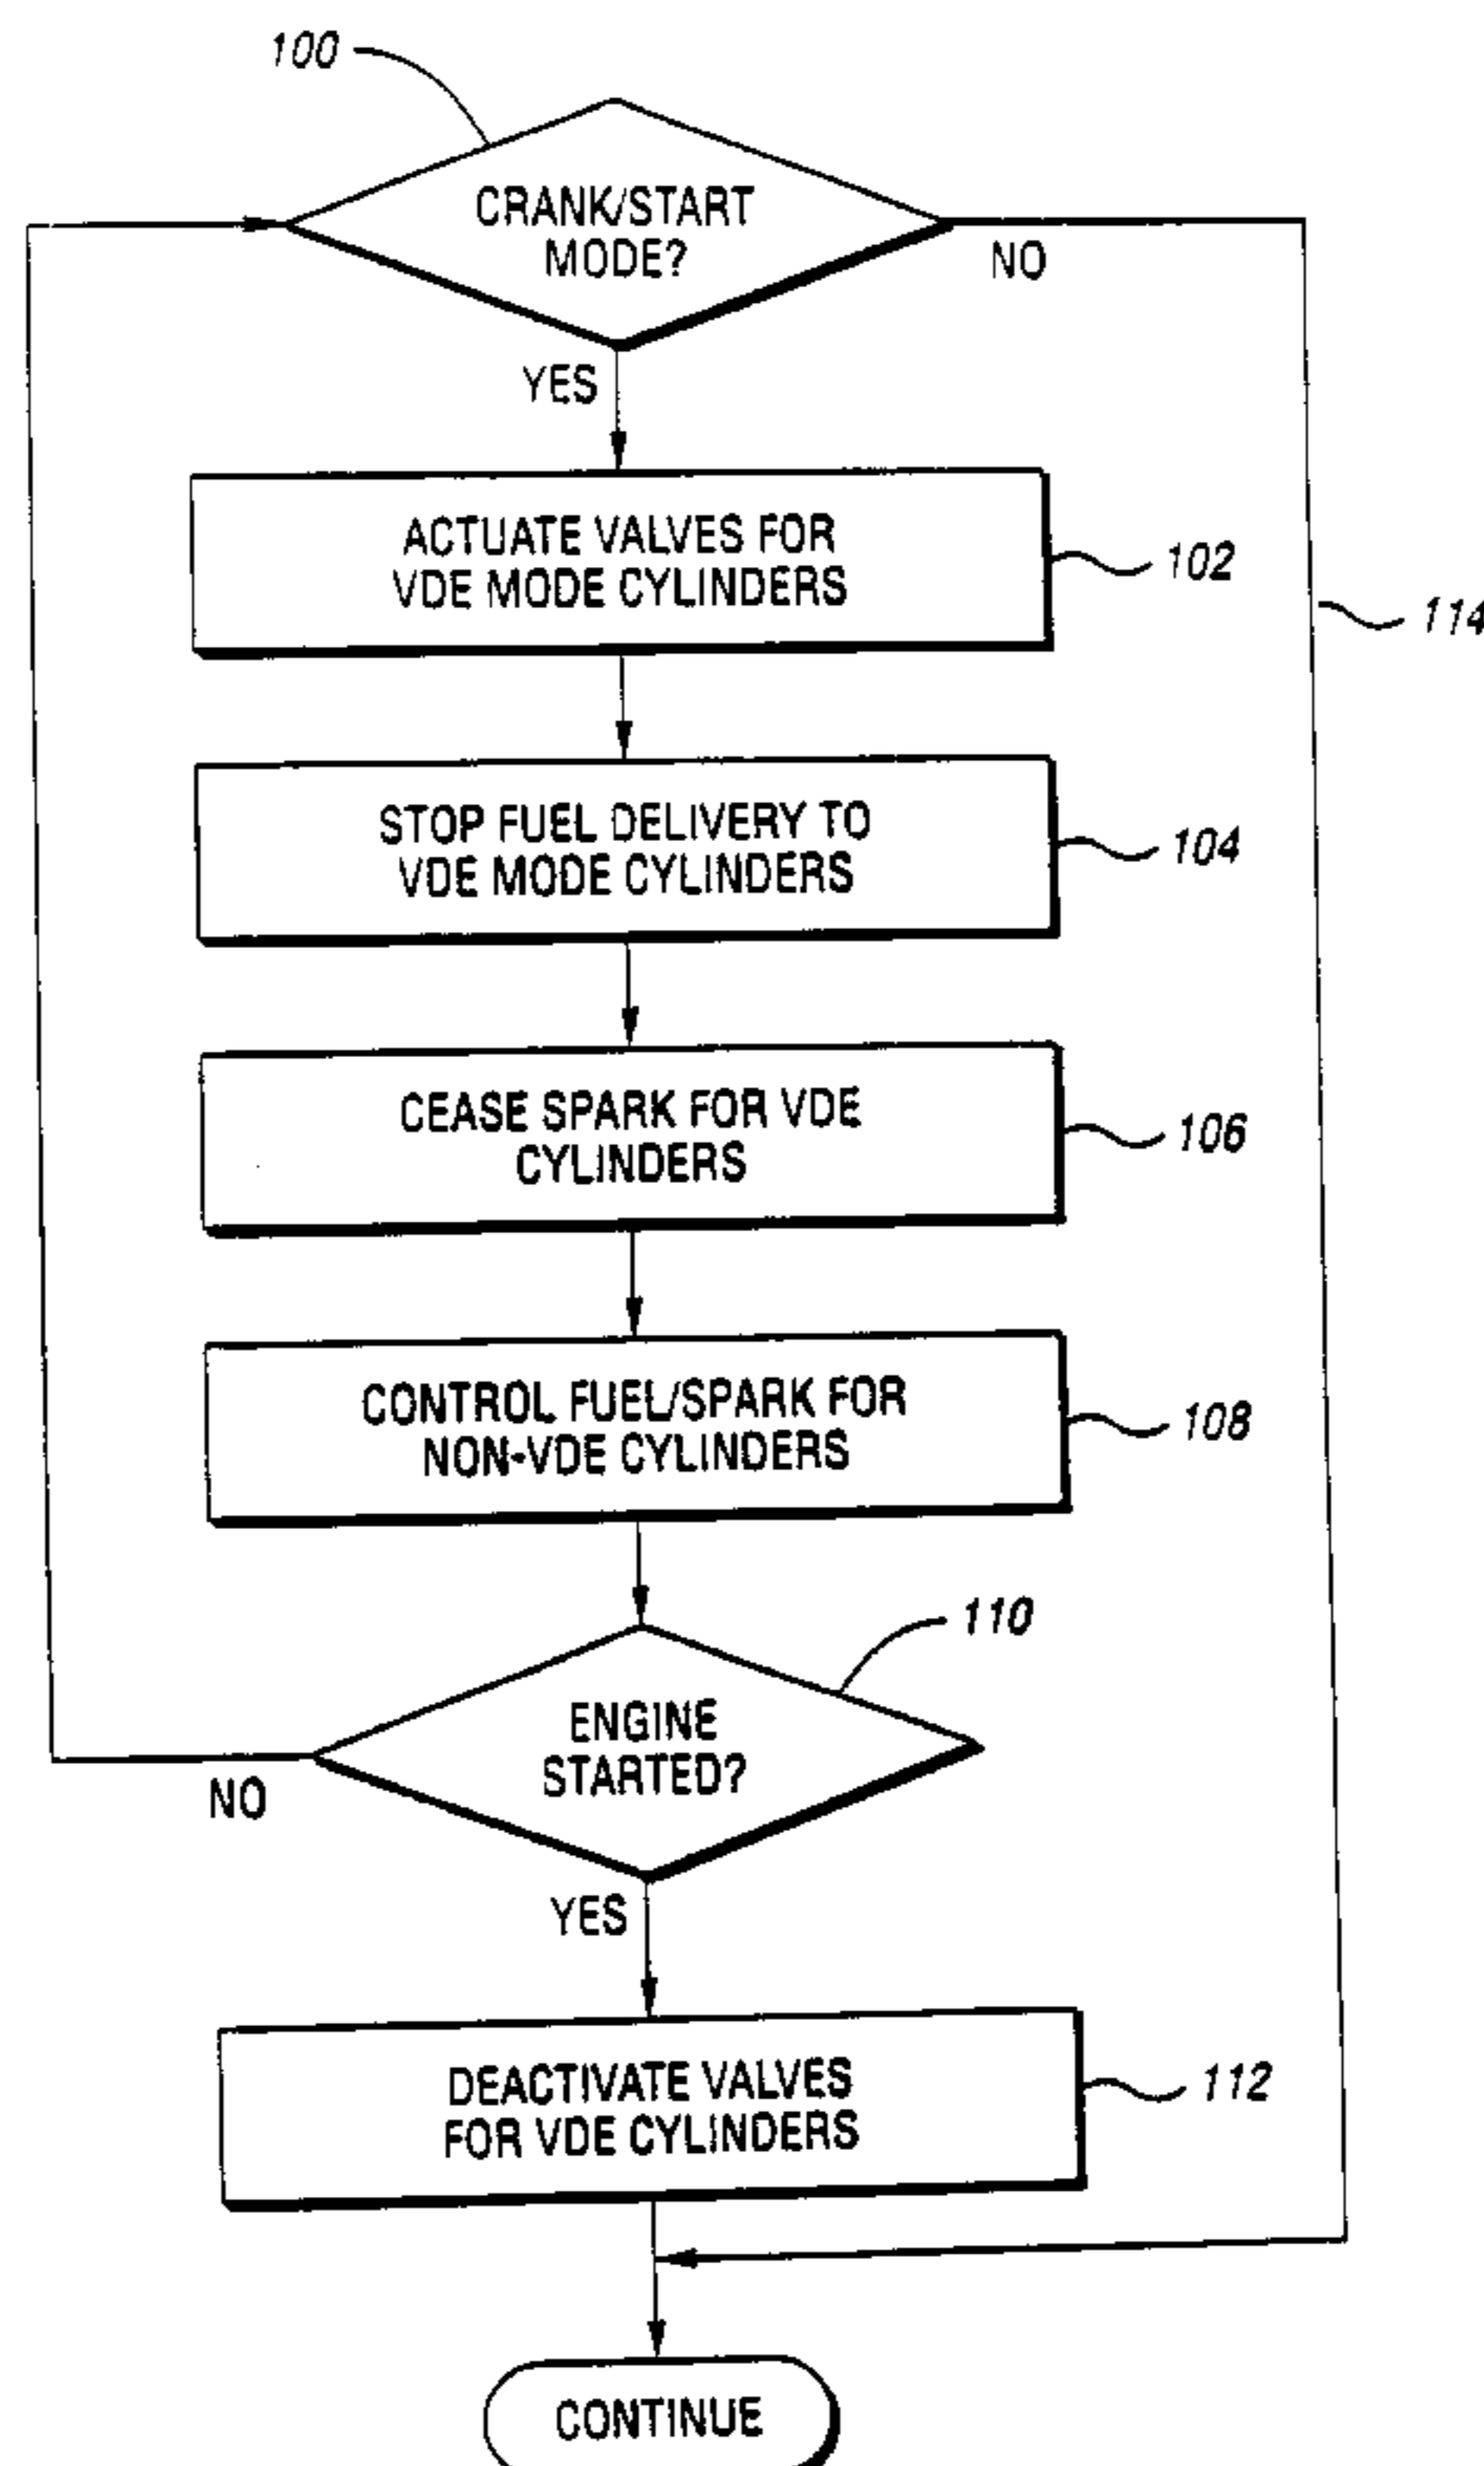 100
CRANK/START
MODE?
NO
YES
ACTUATE VALVES FOR
VDE MODE CYLINDERS
102
114
STOP FUEL DELIVERY TO
VDE MODE CYLINDERS
104
CEASE SPARK FOR VDE
CYLINDERS
106
CONTROL FUEL/SPARK FOR
NON-VDE CYLINDERS
108
110
ENGINE
STARTED?
NO
YES
DEACTIVATE VALVES
FOR VDE CYLINDERS
112
CONTINUE